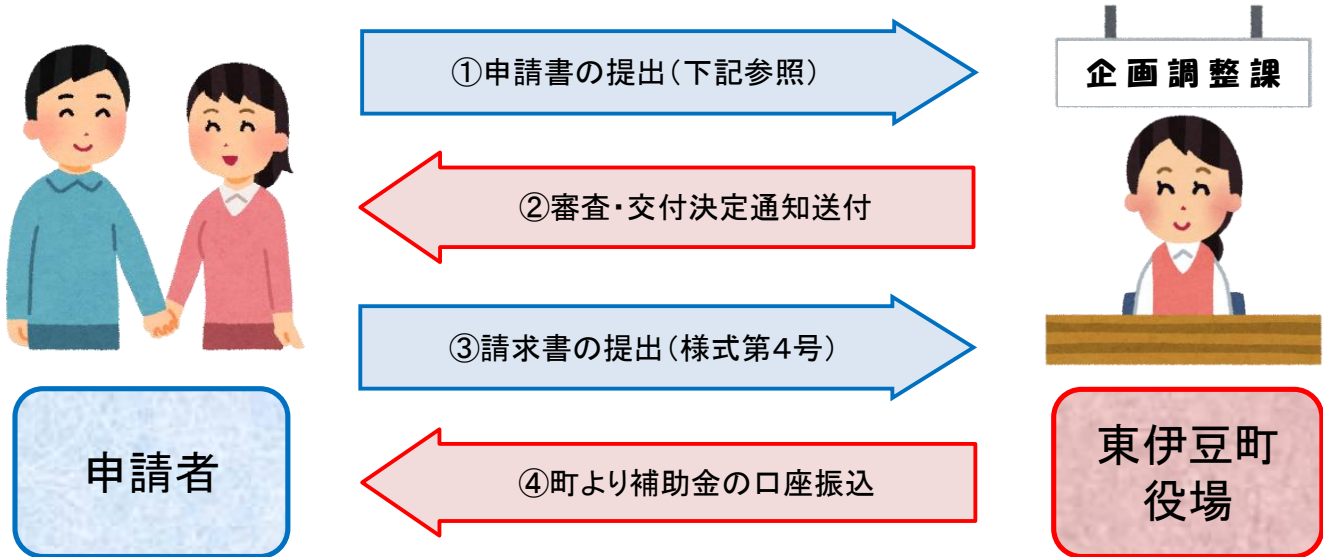 ①申請書の提出(下記参照)
企画調整課
②審査・交付決定通知送付
③請求書の提出(様式第4号)
④町より補助金の口座振込
申請者
東伊豆町
役場